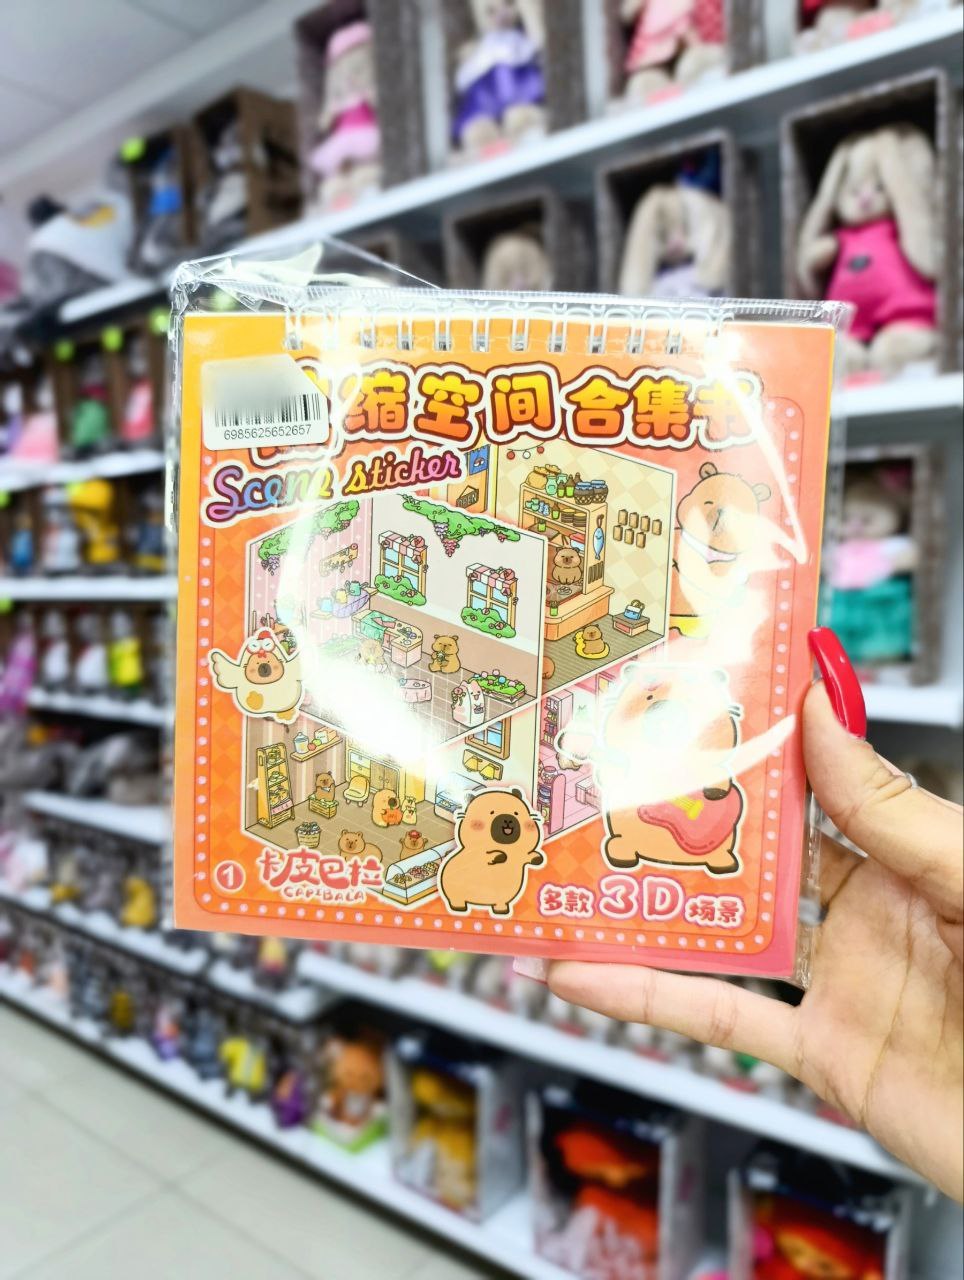 6985625652657
缩空间合集书
Scene sticker
OPEN
1
卡皮巴拉
CAPIBALA
多款3D场景